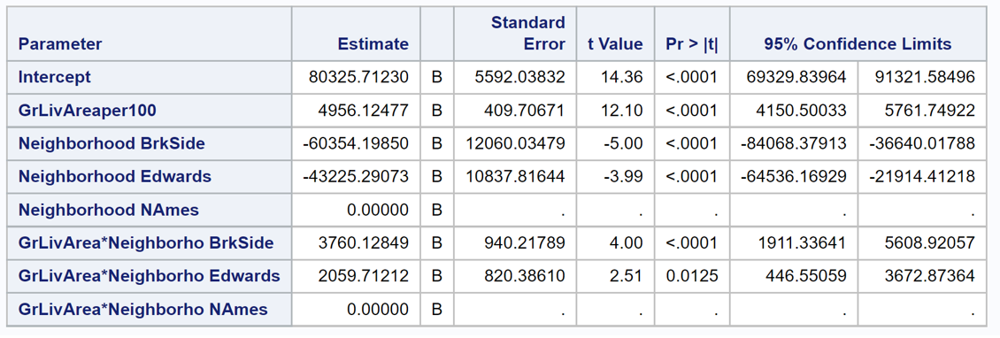 Parameter Estimate Standard Error t Value Pr > |t| 95% Confidence Limits
Intercept 80325.71230 B 5592.03832 14.36 <.0001 69329.83964 91321.58496
GrLivAreaper100 4956.12477 B 409.70671 12.10 <.0001 4150.50033 5761.74922
Neighborhood BrkSide -60354.19850 B 12060.03479 -5.00 <.0001 -84068.37913 -36640.01788
Neighborhood Edwards -43225.29073 B 10837.81644 -3.99 <.0001 -64536.16929 -21914.41218
Neighborhood NAmes 0.00000 B . . . . .
GrLivArea*Neighborho BrkSide 3760.12849 B 940.21789 4.00 <.0001 1911.33641 5608.92057
GrLivArea*Neighborho Edwards 2059.71212 B 820.38610 2.51 0.0125 446.55059 3672.87364
GrLivArea*Neighborho NAmes 0.00000 B . . . . .